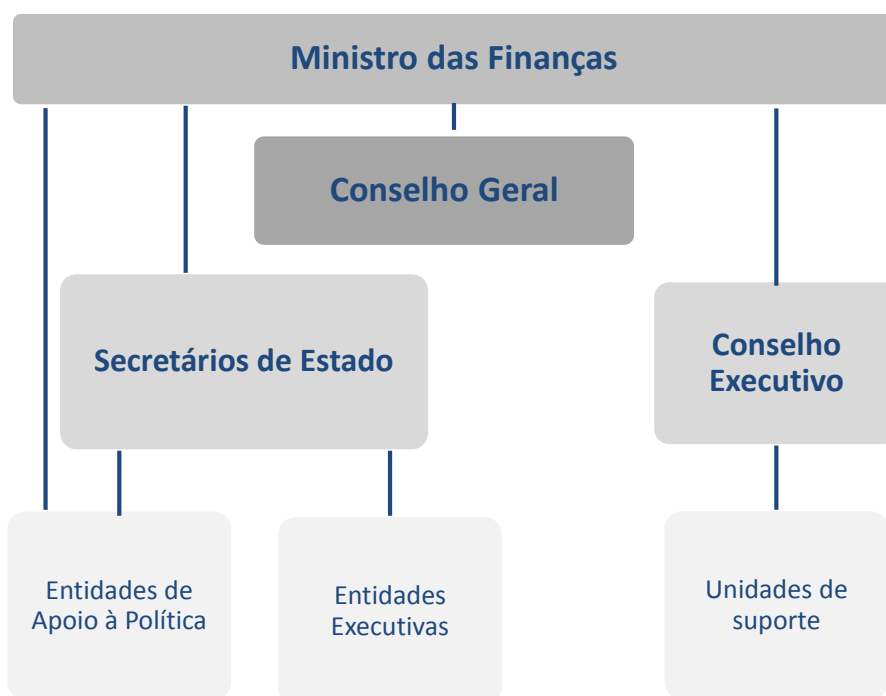 Ministro das Finanças
Conselho Geral
Secretários de Estado
Conselho
Executivo
Entidades de
Apoio à Política
Entidades
Executivas
Unidades de
suporte